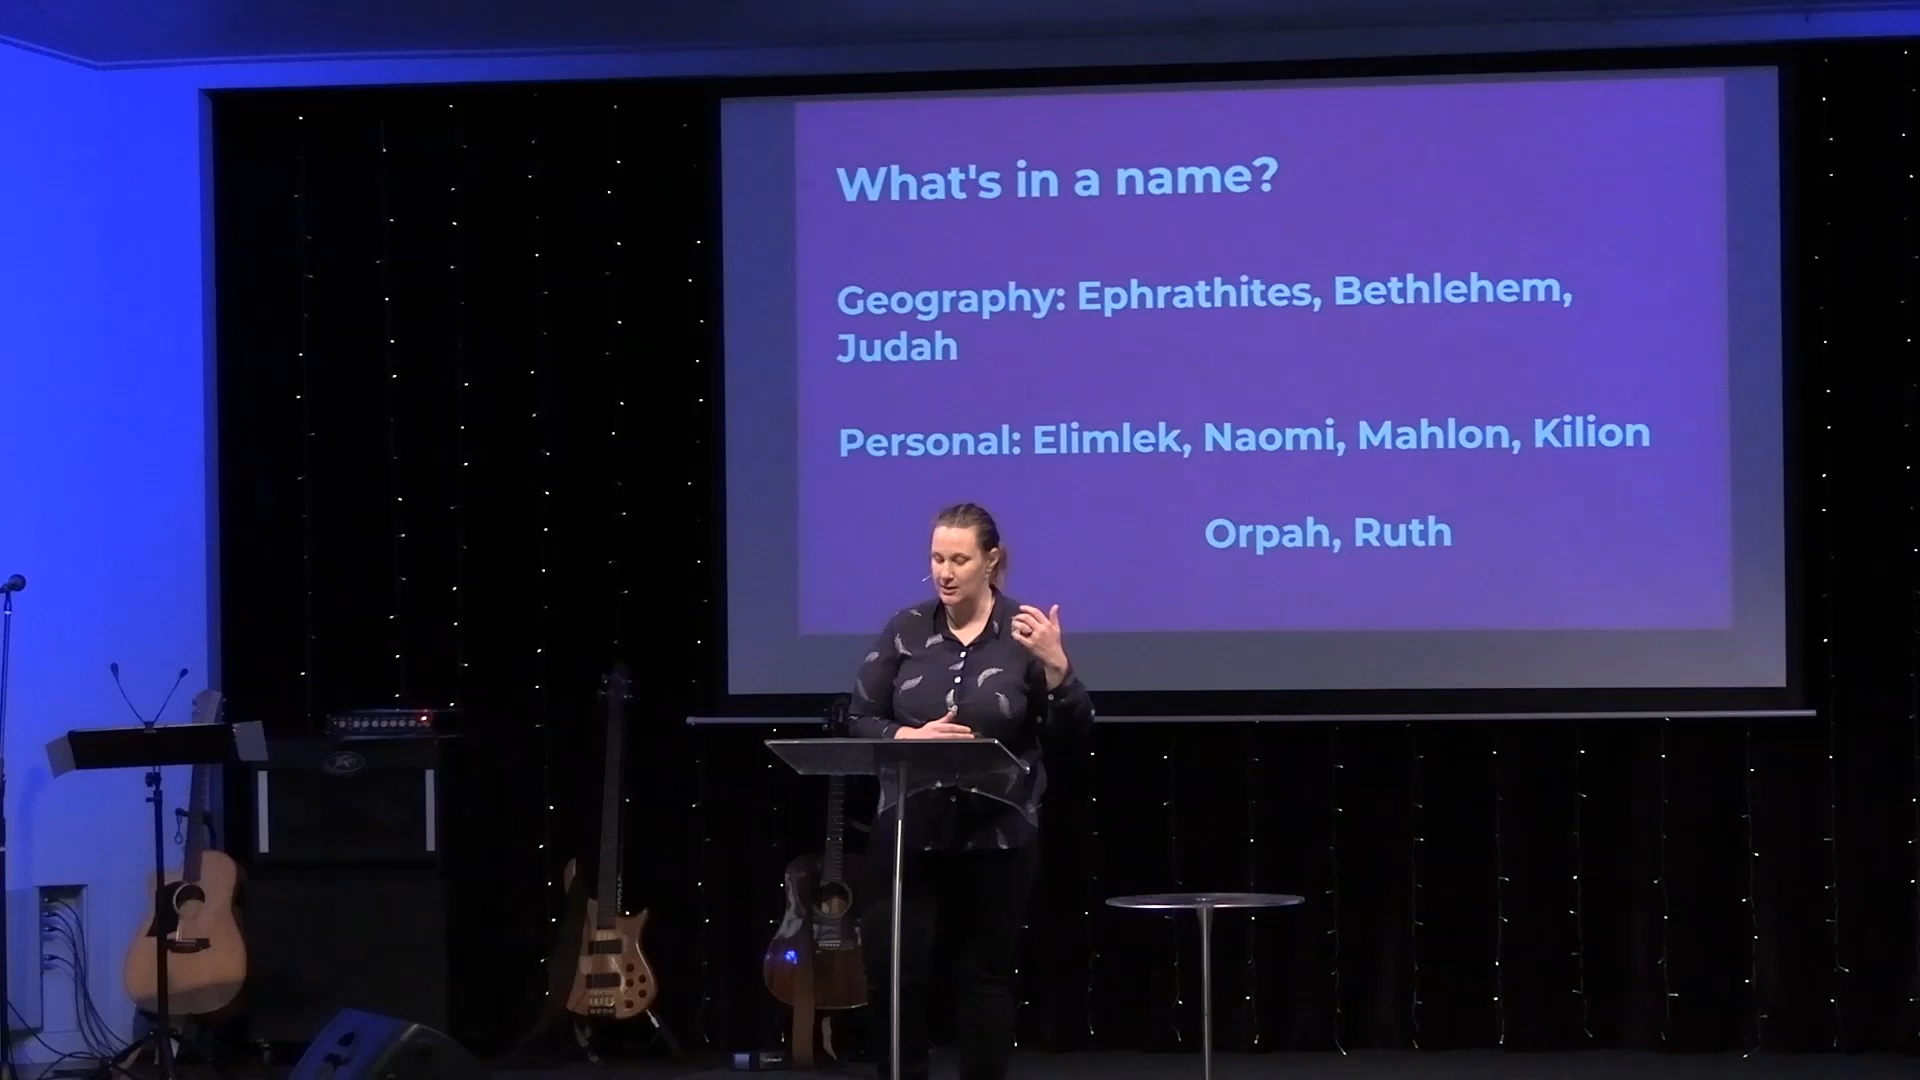 What's in a name?
Geography: Ephrathites, Bethlehem,
Judah
Personal: Elimlek, Naomi, Mahlon, Kilion
Orpah, Ruth